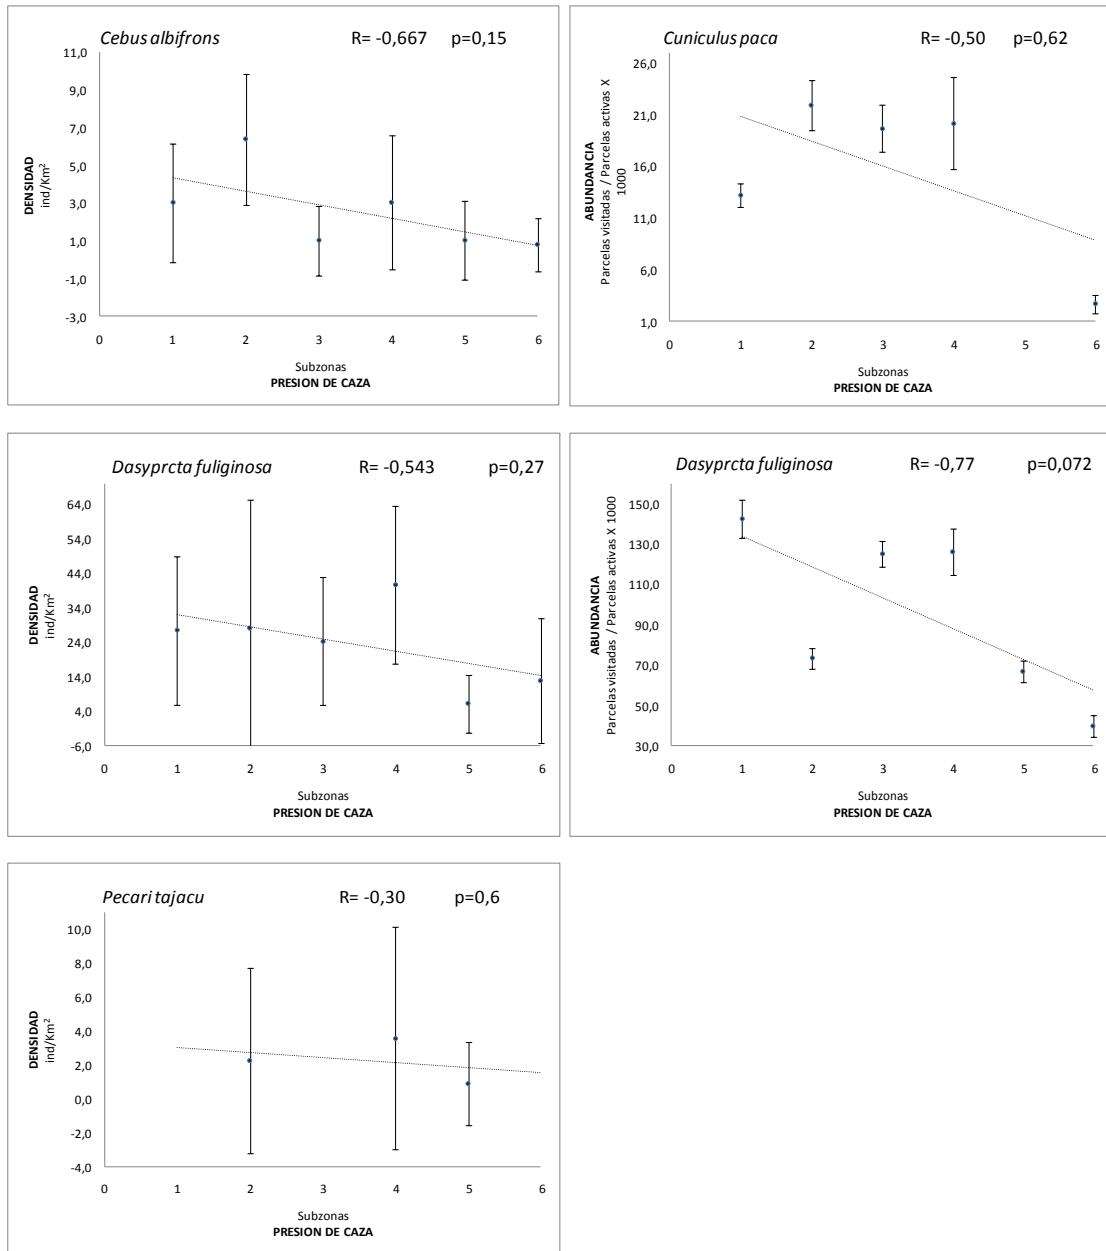 Cebus albifrons R= -0,667 p=0,15
11,0
9,0
7,0
5,0
3,0
1,0
-1,0
-3,0
DENSIDAD
ind/Km²
0 1 2 3 4 5 6
Subzonas
PRESION DE CAZA
Cuniculus paca R= -0,50 p=0,62
26,0
21,0
16,0
11,0
6,0
1,0
ABUNDANCIA
Parcelas visitadas / Parcelas activas X
1000
0 1 2 3 4 5 6
Subzonas
PRESION DE CAZA
Dasyprcta fuliginosa R= -0,543 p=0,27
64,0
54,0
44,0
34,0
24,0
14,0
4,0
-6,0
DENSIDAD
ind/Km²
0 1 2 3 4 5 6
Subzonas
PRESION DE CAZA
Dasyprcta fuliginosa R= -0,77 p=0,072
150,0
130,0
110,0
90,0
70,0
50,0
30,0
ABUNDANCIA
Parcelas visitadas / Parcelas activas X 1000
0 1 2 3 4 5 6
Subzonas
PRESION DE CAZA
Pecari tajacu R= -0,30 p=0,6
10,0
8,0
6,0
4,0
2,0
0,0
-2,0
-4,0
DENSIDAD
ind/Km²
0 1 2 3 4 5 6
Subzonas
PRESION DE CAZA